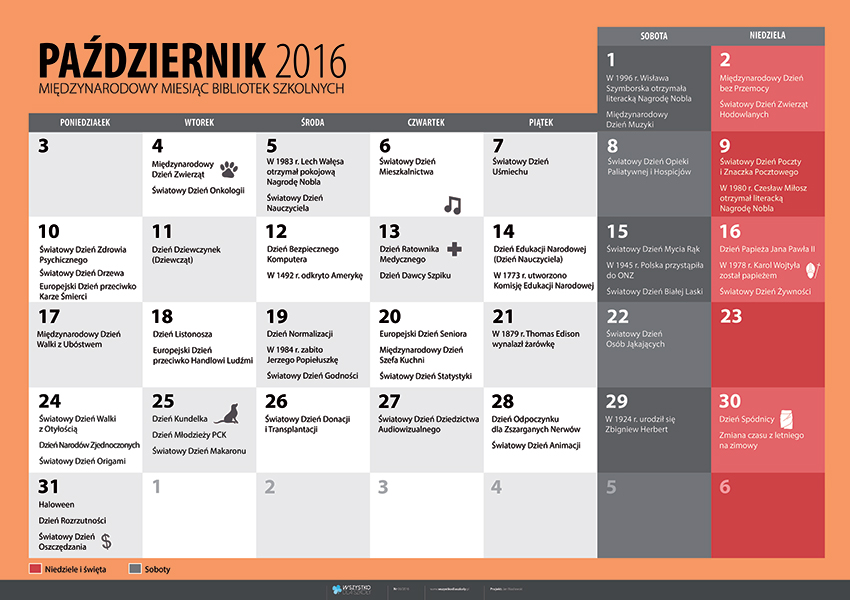 PAŹDZIERNIK 2016
MIĘDZYNARODOWY MIESIĄC BIBLIOTEK SZKOLNYCH
SOBOTA
NIEDZIELA
1
W 1996 r. Wisława
Szymborska otrzymała
literacką Nagrodę Nobla
Międzynarodowy
Dzień Muzyki
2
Międzynarodowy Dzień
bez Przemocy
Światowy Dzień Zwierząt
Hodowlanych
PONIEDZIAŁEK
WTOREK
ŚRODA
CZWARTEK
PIĄTEK
3
4
Międzynarodowy
Dzień Zwierząt
Światowy Dzień Onkologii
5
W 1983 r. Lech Wałęsa
otrzymał pokojową
Nagrodę Nobla
Światowy Dzień
Nauczyciela
6
Światowy Dzień
Mieszkalnictwa
7
Światowy Dzień
Uśmiechu
8
Światowy Dzień Opieki
Paliatywnej i Hospicjów
9
Światowy Dzień Poczty
i Znaczka Pocztowego
W 1980 r. Czesław Miłosz
otrzymał literacką
Nagrodę Nobla
10
Światowy Dzień Zdrowia
Psychicznego
Światowy Dzień Drzewa
Europejski Dzień przeciwko
Karze Śmierci
11
Dzień Dziewczynek
(Dziewcząt)
12
Dzień Bezpiecznego
Komputera
W 1492 r. odkryto Amerykę
13
Dzień Ratownika
Medycznego
Dzień Dawcy Szpiku
14
Dzień Edukacji Narodowej
(Dzień Nauczyciela)
W 1773 r. utworzono
Komisję Edukacji Narodowej
15
Światowy Dzień Mycia Rąk
W 1945 r. Polska przystąpiła
do ONZ
Światowy Dzień Białej Laski
16
Dzień Papieża Jana Pawła II
W 1978 r. Karol Wojtyła
został papieżem
Światowy Dzień Żywności
17
Międzynarodowy Dzień
Walki z Ubóstwem
18
Dzień Listonosza
Europejski Dzień
przeciwko Handlowi Ludźmi
19
Dzień Normalizacji
W 1984 r. zabito
Jerzego Popiełuszkę
Światowy Dzień Godności
20
Europejski Dzień Seniora
Międzynarodowy Dzień
Szefa Kuchni
Światowy Dzień Statystyki
21
W 1879 r. Thomas Edison
wynalazł żarówkę
22
Światowy Dzień
Osób Jąkających
23
24
Światowy Dzień Walki
z Otyłością
Dzień Narodów Zjednoczonych
Światowy Dzień Origami
25
Dzień Kundelka
Dzień Młodzieży PCK
Światowy Dzień Makaronu
26
Światowy Dzień Donacji
i Transplantacji
27
Światowy Dzień Dziedzictwa
Audiowizualnego
28
Dzień Odpoczynku
dla Zszarganych Nerwów
Światowy Dzień Animacji
29
W 1924 r. urodził się
Zbigniew Herbert
30
Dzień Spódnicy
Zmiana czasu z letniego
na zimowy
31
Haloween
Dzień Rozrzutności
Światowy Dzień
Oszczędzania
$
1
2
3
4
5
6
Niedziele i święta
Soboty
WSZYSTKO